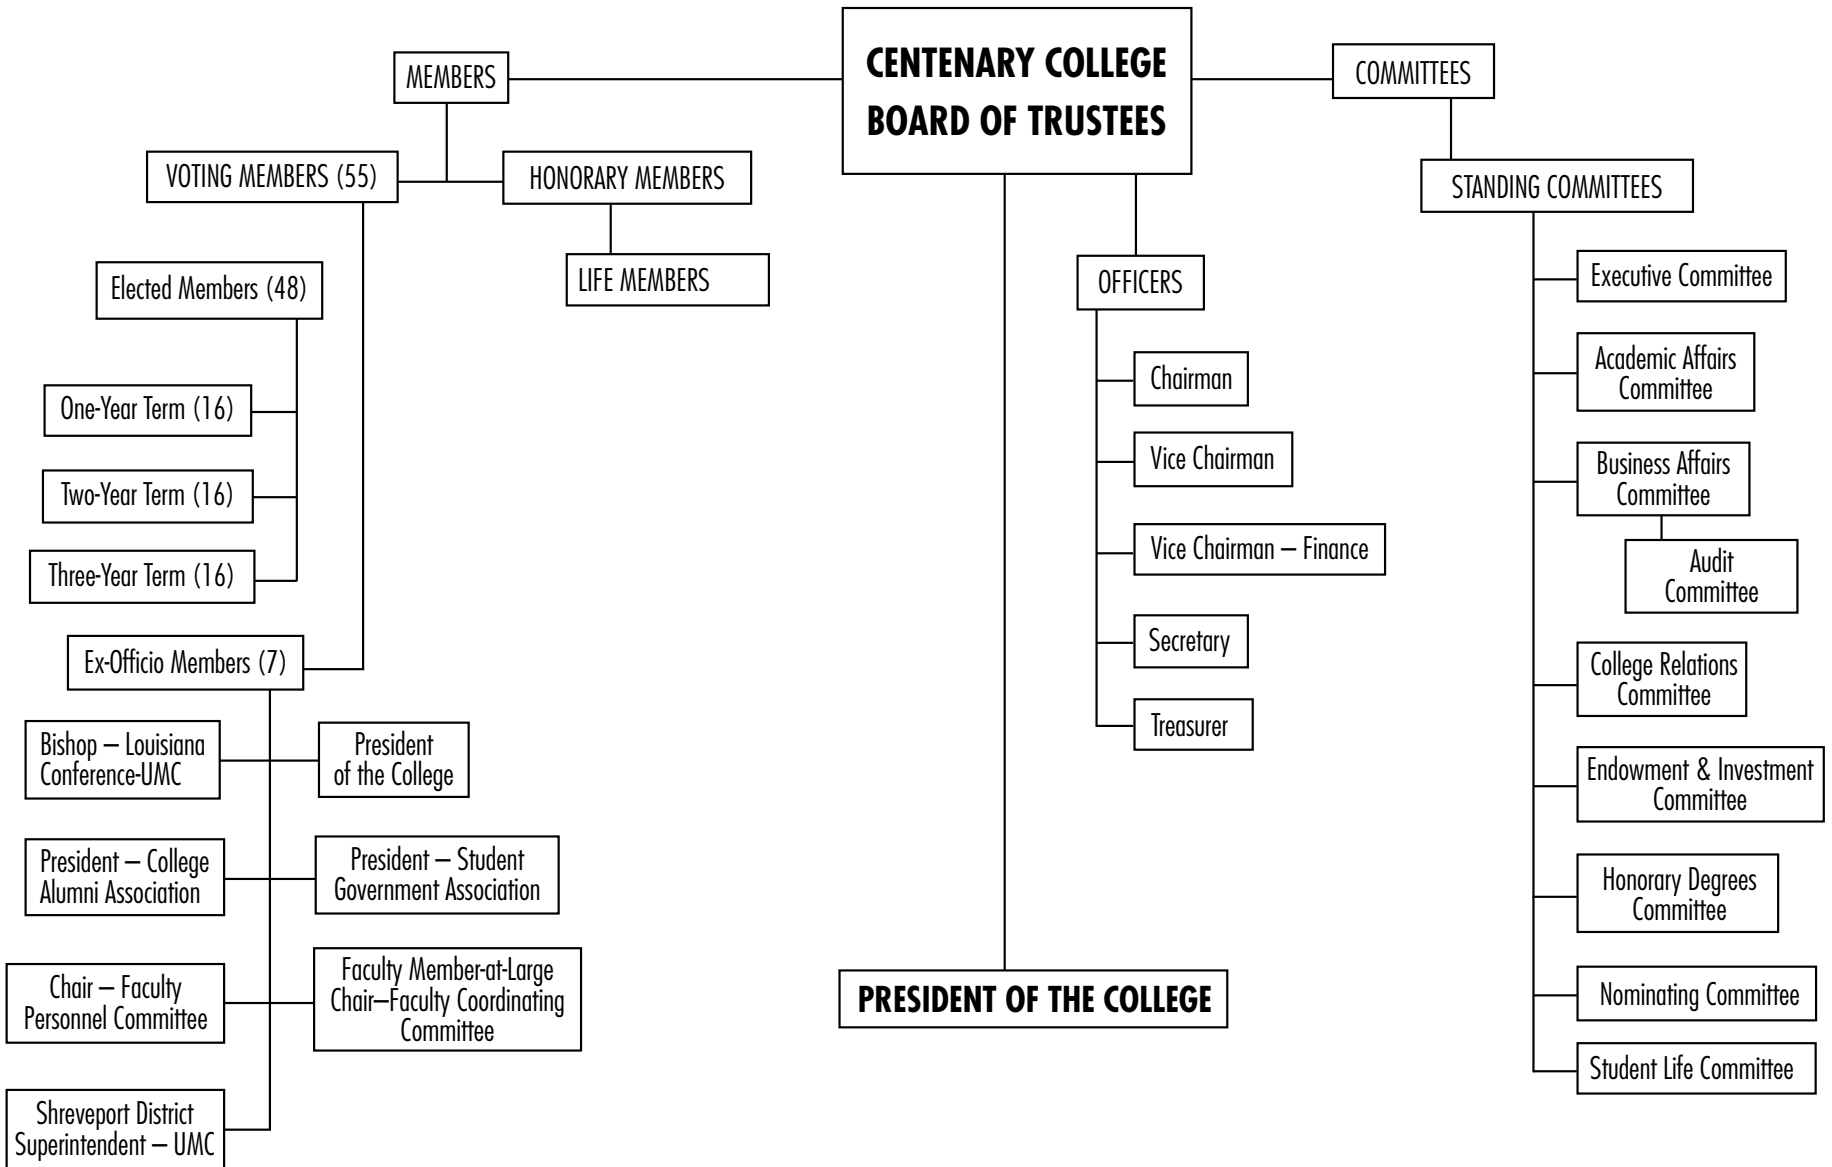 CENTENARY COLLEGE
BOARD OF TRUSTEES
MEMBERS
VOTING MEMBERS (55)
HONORARY MEMBERS
LIFE MEMBERS
Elected Members (48)
One-Year Term (16)
Two-Year Term (16)
Three-Year Term (16)
Ex-Officio Members (7)
Bishop – Louisiana
Conference-UMC
President
of the College
President – College
Alumni Association
President – Student
Government Association
Chair – Faculty
Personnel Committee
Faculty Member-at-Large
Chair–Faculty Coordinating
Committee
Shreveport District
Superintendent – UMC
OFFICERS
Chairman
Vice Chairman
Vice Chairman – Finance
Secretary
Treasurer
PRESIDENT OF THE COLLEGE
COMMITTEES
STANDING COMMITTEES
Executive Committee
Academic Affairs
Committee
Business Affairs
Committee
Audit
Committee
College Relations
Committee
Endowment & Investment
Committee
Honorary Degrees
Committee
Nominating Committee
Student Life Committee